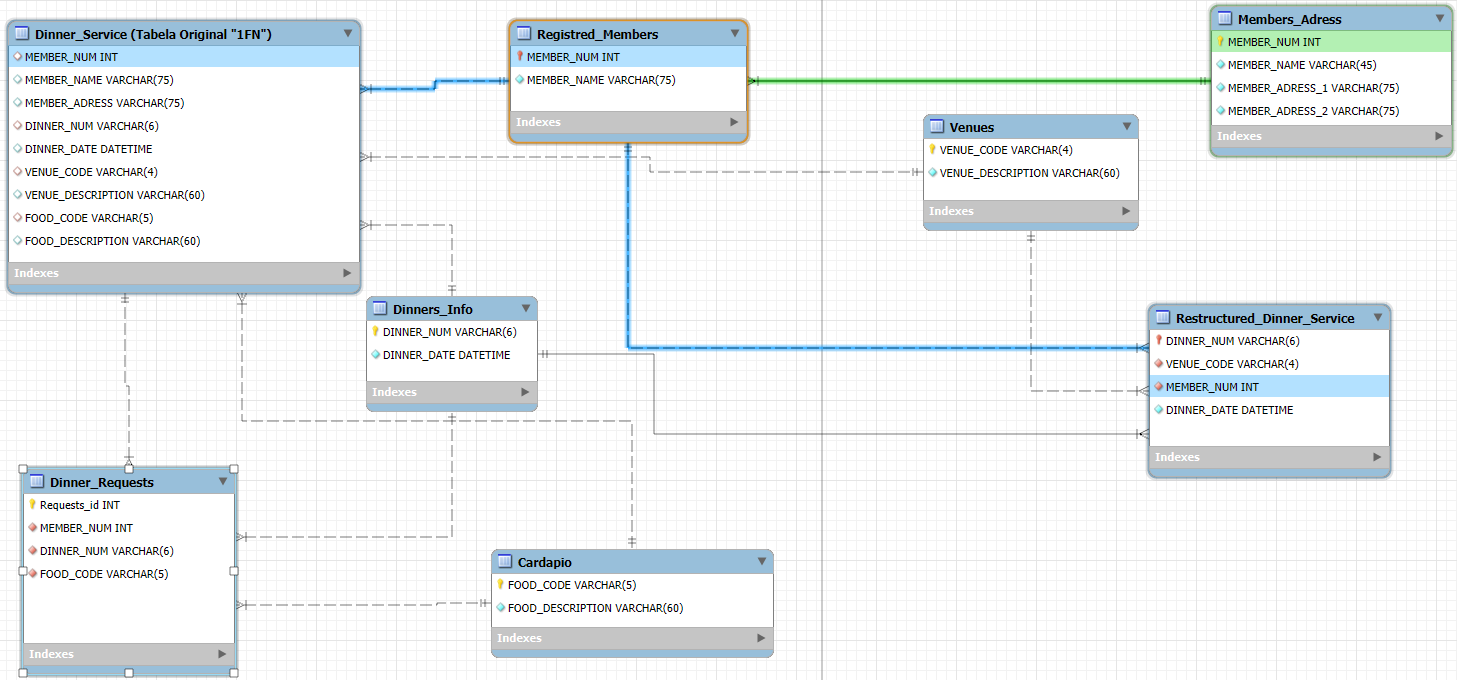 Dinner_Service (Tabela Original "1FN")
MEMBER_NUM INT
MEMBER_NAME VARCHAR(75)
MEMBER_ADRESS VARCHAR(75)
DINNER_NUM VARCHAR(6)
DINNER_DATE DATETIME
VENUE_CODE VARCHAR(4)
VENUE_DESCRIPTION VARCHAR(60)
FOOD_CODE VARCHAR(5)
FOOD_DESCRIPTION VARCHAR(60)
Indexes
Registred_Members
MEMBER_NUM INT
MEMBER_NAME VARCHAR(75)
Indexes
Members_Adress
MEMBER_NUM INT
MEMBER_NAME VARCHAR(45)
MEMBER_ADRESS_1 VARCHAR(75)
MEMBER_ADRESS_2 VARCHAR(75)
Indexes
Venues
VENUE_CODE VARCHAR(4)
VENUE_DESCRIPTION VARCHAR(60)
Indexes
Dinners_Info
DINNER_NUM VARCHAR(6)
DINNER_DATE DATETIME
Indexes
Restructured_Dinner_Service
DINNER_NUM VARCHAR(6)
VENUE_CODE VARCHAR(4)
MEMBER_NUM INT
DINNER_DATE DATETIME
Indexes
Dinner_Requests
Requests_id INT
MEMBER_NUM INT
DINNER_NUM VARCHAR(6)
FOOD_CODE VARCHAR(5)
Indexes
Cardapio
FOOD_CODE VARCHAR(5)
FOOD_DESCRIPTION VARCHAR(60)
Indexes